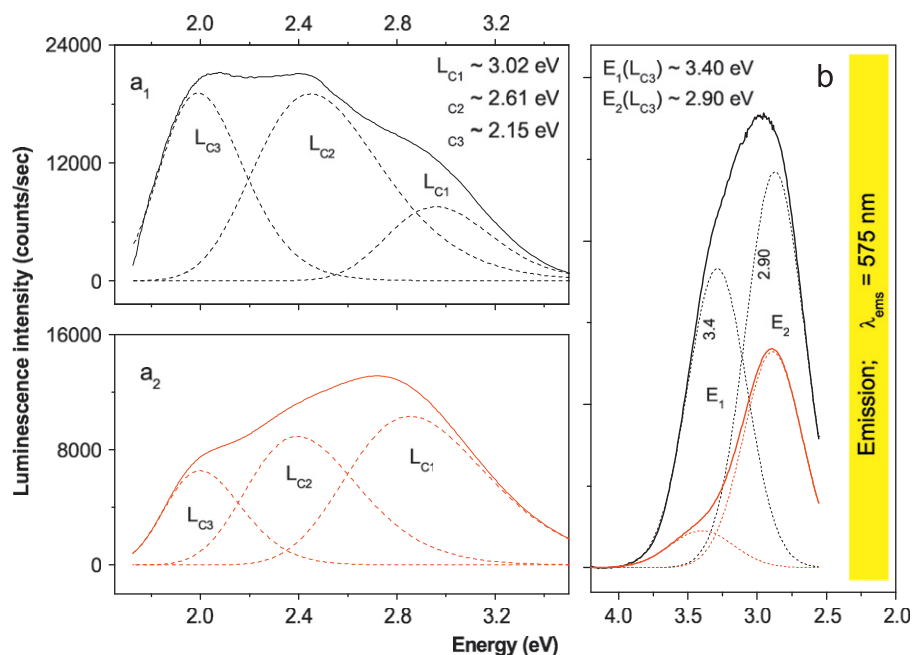 2.0 2.4 2.8 3.2
24000
12000
0
a1
LC1 ~ 3.02 eV
C2 ~ 2.61 eV
C3 ~ 2.15 eV
LC3
LC2
LC1
16000
8000
0
a2
LC3
LC2
LC1
2.0 2.4 2.8 3.2
Energy (eV)
Luminescence intensity (counts/sec)
E1(LC3) ~ 3.40 eV
E2(LC3) ~ 2.90 eV
b
3.4
2.90
E1
E2
Emission; λems = 575 nm
4.0 3.5 3.0 2.5 2.0